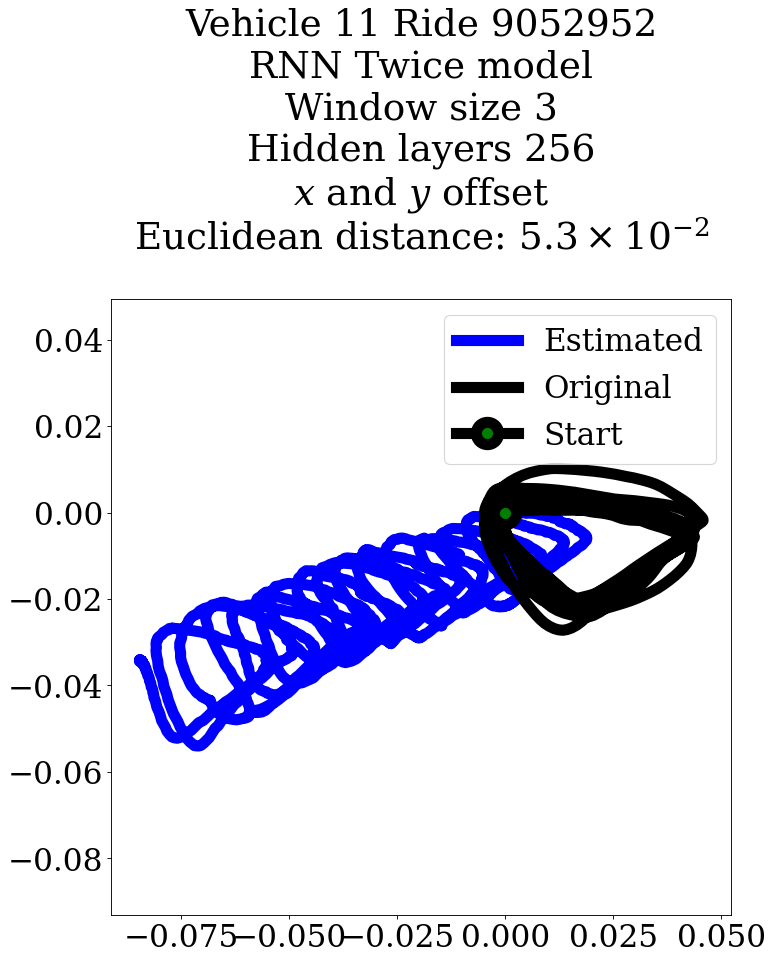 Vehicle 11 Ride 9052952
RNN Twice model
Window size 3
Hidden layers 256
x and y offset
Euclidean distance: 5.3 × 10⁻²
Estimated
Original
Start
0.04
0.02
0.00
−0.02
−0.04
−0.06
−0.08
−0.075 −0.050 −0.025 0.000 0.025 0.050